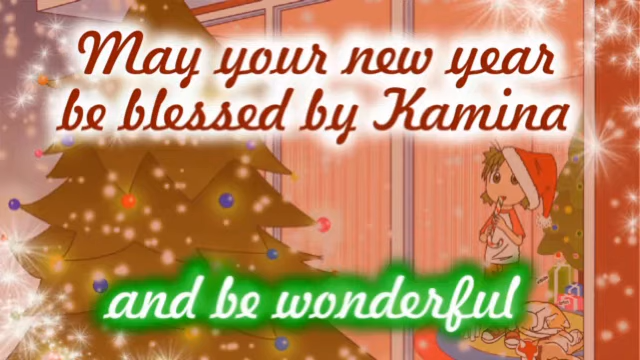 May your new year
be blessed by Kamina
and be wonderful